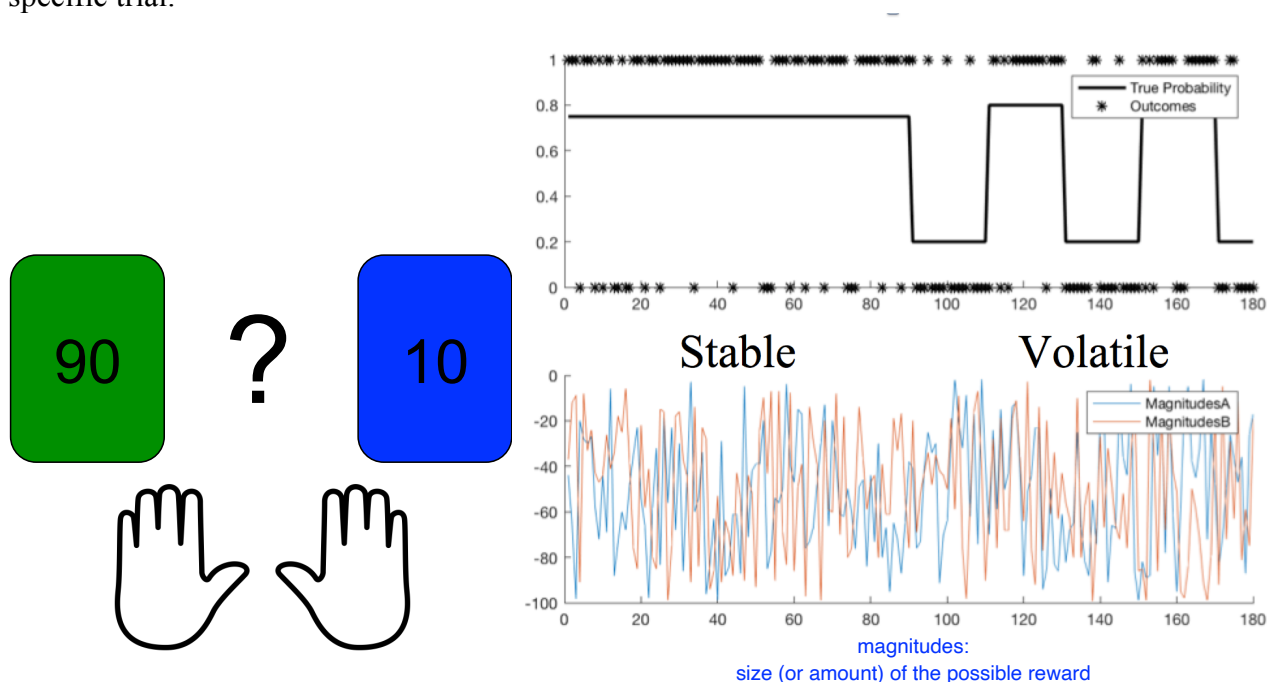 specific trial.
90
?
10
1
0.8
0.6
0.4
0.2
0
True Probability
Outcomes
0 20 40 60 80 100 120 140 160 180
Stable Volatile
0
-20
-40
-60
-80
-100
MagnitudesA
MagnitudesB
0 20 40 60 80 100 120 140 160 180
magnitudes:
size (or amount) of the possible reward